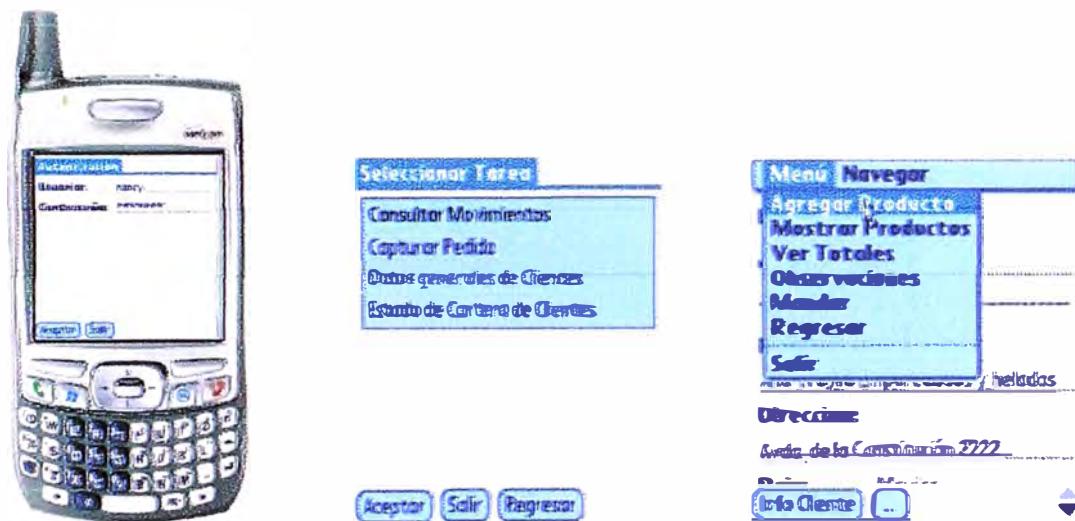 Autenticación
Usuario: nancy
Contraseña:
Aceptar Salir
Seleccionar Tarea
Consultar Movimientos
Capturar Pedido
Datos generales de Clientes
Estado de Cartera de Clientes
Aceptar Salir Regresar
Menú Navegar
Agregar Producto
Mostrar Productos
Ver Totales
Observaciones
Mandar
Regresar
Salir
y helados
Direccion:
Avda. de la Constitución 2222
Info Cliente ...